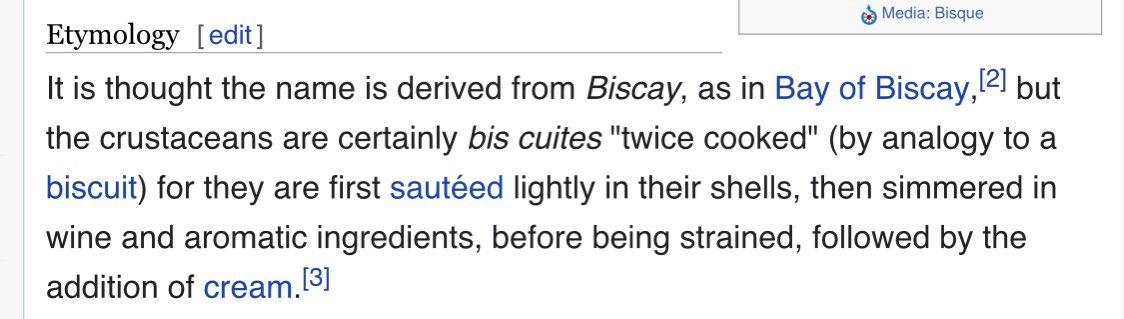 Media: Bisque
Etymology [edit]
It is thought the name is derived from Biscay, as in Bay of Biscay,[2] but
the crustaceans are certainly bis cuites "twice cooked" (by analogy to a
biscuit) for they are first sautéed lightly in their shells, then simmered in
wine and aromatic ingredients, before being strained, followed by the
addition of cream.[3]